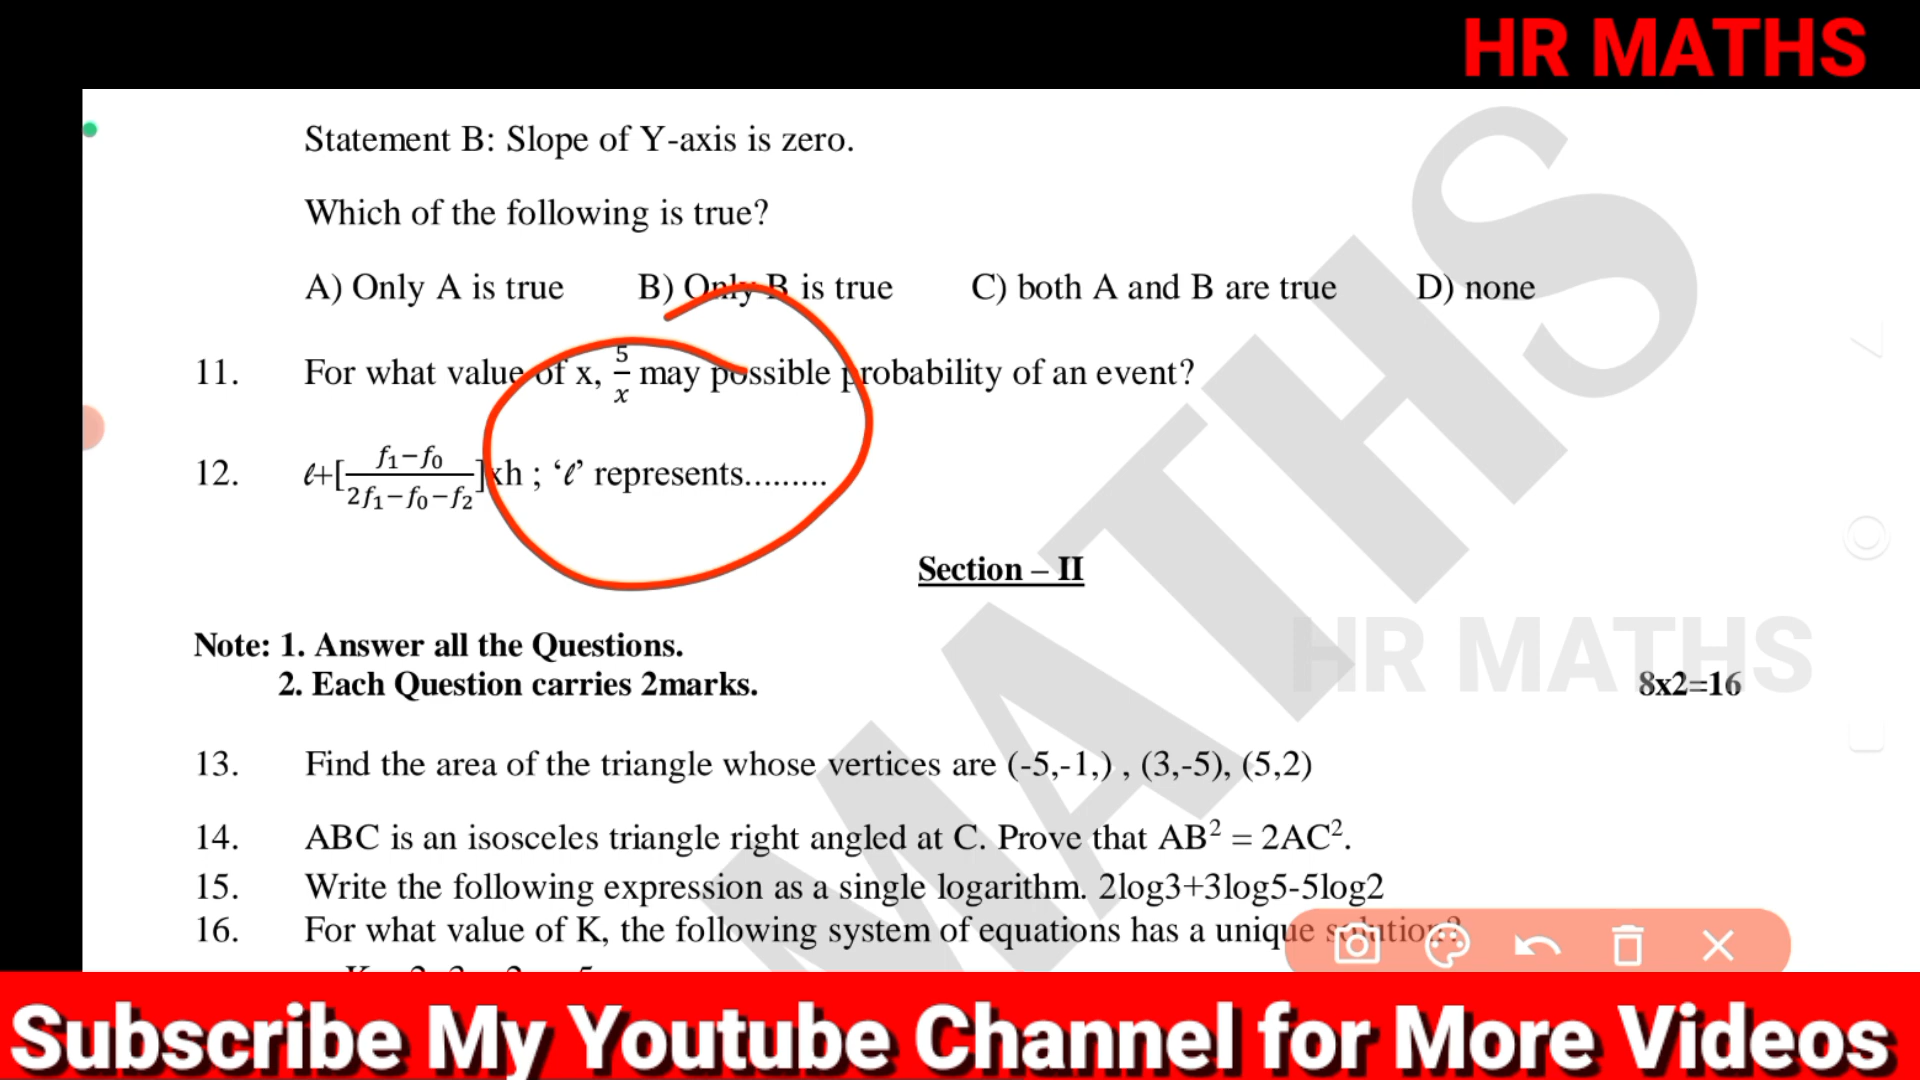 HR MATHS
Statement B: Slope of Y-axis is zero.
Which of the following is true?
A) Only A is true B) Only B is true C) both A and B are true D) none
11. For what value of x, 5/x may possible probability of an event?
12. ℓ+[f₁−f₀/2f₁−f₀−f₂]xh ; ‘ℓ’ represents.........
Section – II
Note: 1. Answer all the Questions.
2. Each Question carries 2marks. 8x2=16
HR MATHS
MATHS
13. Find the area of the triangle whose vertices are (-5,-1,) , (3,-5), (5,2)
14. ABC is an isosceles triangle right angled at C. Prove that AB² = 2AC².
15. Write the following expression as a single logarithm. 2log3+3log5-5log2
16. For what value of K, the following system of equations has a unique solution?
Subscribe My Youtube Channel for More Videos